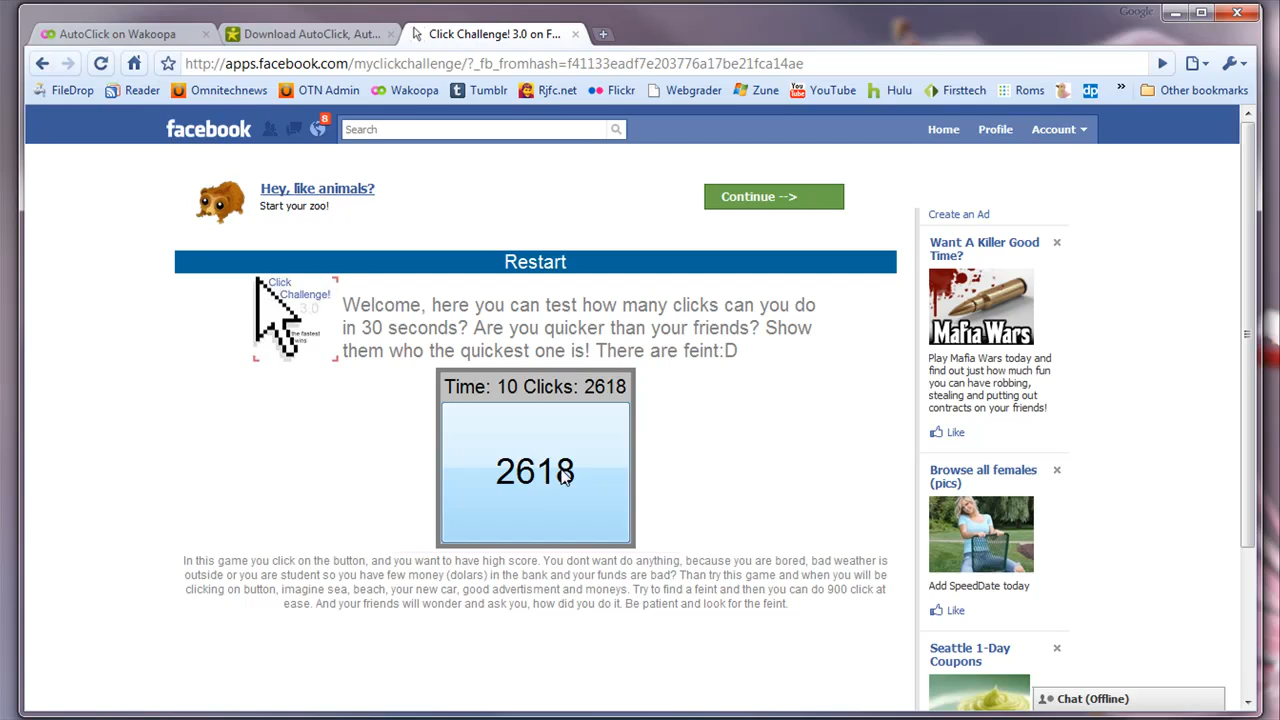 Google
AutoClick on Wakoopa
Download AutoClick, Aut...
Click Challenge! 3.0 on F...
http://apps.facebook.com/myclickchallenge/?_fb_fromhash=f41133eadf7e203776a17be21fca14ae
FileDrop Reader Omnitechnews OTN Admin Wakoopa Tumblr Rjfc.net Flickr Webgrader Zune YouTube Hulu Firsttech Roms dp » Other bookmarks
facebook 8 Search Home Profile Account
Hey, like animals?
Start your zoo!
Continue -->
Restart
Click
Challenge!
3.0
the fastest
wins
Welcome, here you can test how many clicks can you do
in 30 seconds? Are you quicker than your friends? Show
them who the quickest one is! There are feint:D
Time: 10 Clicks: 2618
2618
In this game you click on the button, and you want to have high score. You dont want do anything, because you are bored, bad weather is
outside or you are student so you have few money (dolars) in the bank and your funds are bad? Than try this game and when you will be
clicking on button, imagine sea, beach, your new car, good advertisment and moneys. Try to find a feint and then you can do 900 click at
ease. And your friends will wonder and ask you, how did you do it. Be patient and look for the feint.
Create an Ad
Want A Killer Good
Time?
Mafia Wars
Play Mafia Wars today and
find out just how much fun
you can have robbing,
stealing and putting out
contracts on your friends!
Like
Browse all females
(pics)
Add SpeedDate today
Like
Seattle 1-Day
Coupons
Chat (Offline)